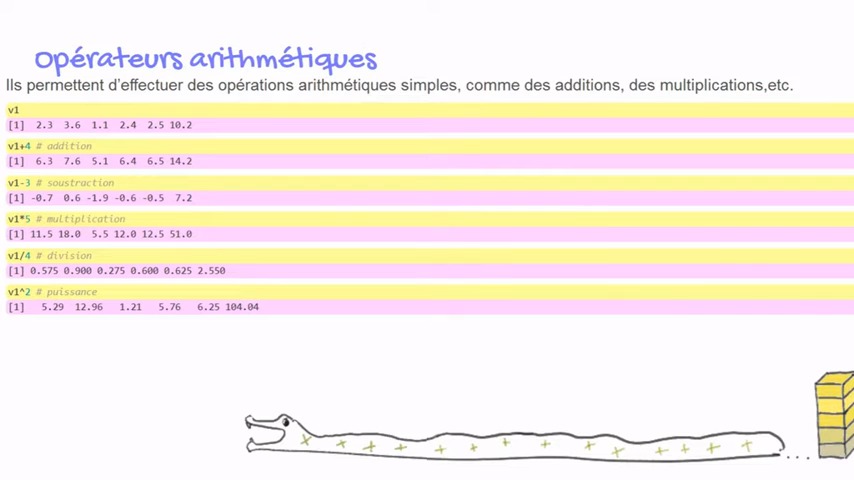 Opérateurs arithmétiques
Ils permettent d'effectuer des opérations arithmétiques simples, comme des additions, des multiplications,etc.
v1
[1] 2.3 3.6 1.1 2.4 2.5 10.2
v1+4 # addition
[1] 6.3 7.6 5.1 6.4 6.5 14.2
v1-3 # soustraction
[1] -0.7 0.6 -1.9 -0.6 -0.5 7.2
v1*5 # multiplication
[1] 11.5 18.0 5.5 12.0 12.5 51.0
v1/4 # division
[1] 0.575 0.900 0.275 0.600 0.625 2.550
v1^2 # puissance
[1] 5.29 12.96 1.21 5.76 6.25 104.04